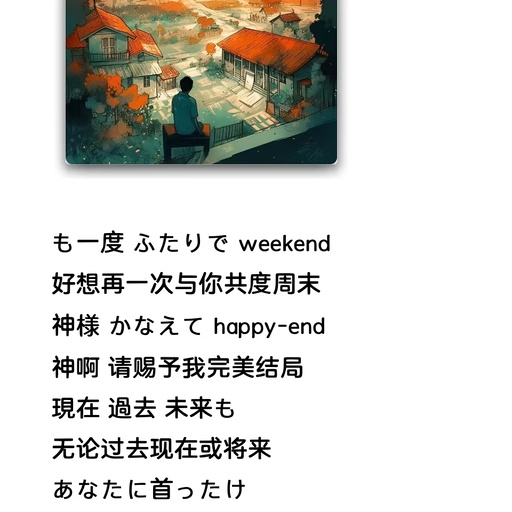 も一度 ふたりで weekend
好想再一次与你共度周末
神様 かなえて happy-end
神啊 请赐予我完美结局
現在 過去 未来も
无论过去现在或将来
あなたに首ったけ